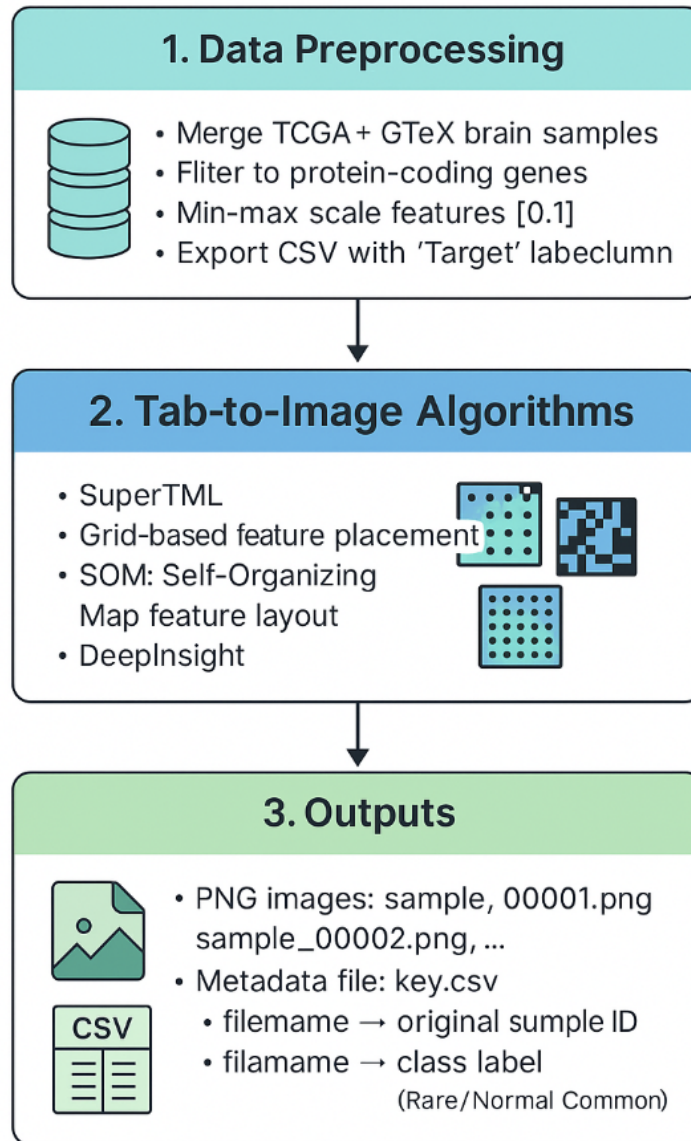 1. Data Preprocessing
• Merge TCGA + GTeX brain samples
• Fliter to protein-coding genes
• Min-max scale features [0.1]
• Export CSV with ‘Target’ labeclumn
2. Tab-to-Image Algorithms
• SuperTML
• Grid-based feature placement
• SOM: Self-Organizing
Map feature layout
• DeepInsight
3. Outputs
• PNG images: sample, 00001.png
sample_00002.png, ...
• Metadata file: key.csv
• filemame → original sumple ID
• filamame → class label
(Rare/Normal Common)
CSV